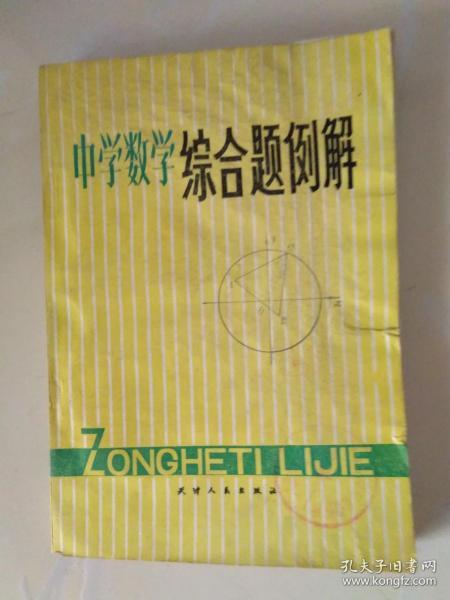 中学数学 综合题例解
ZONGHETI LIJIE
天津人民出版社
孔夫子旧书网
www.kongfz.com